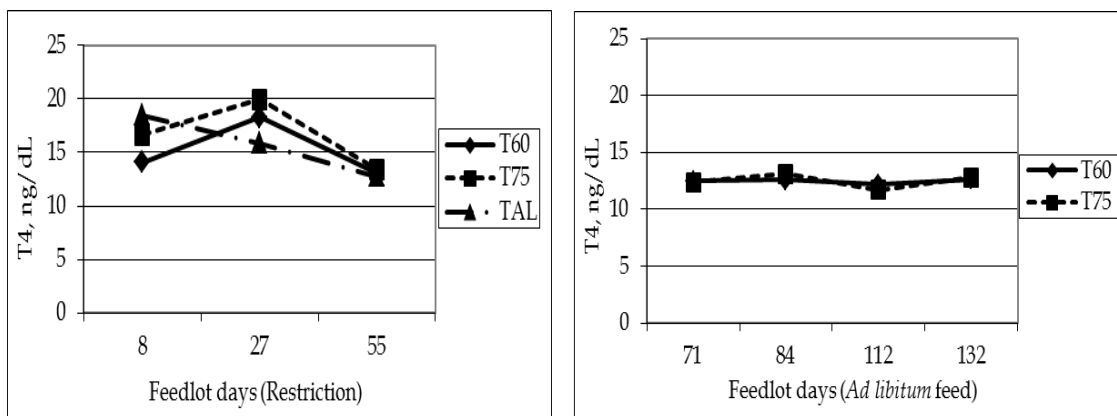 T4, ng/ dL
25
20
15
10
5
0
8 27 55
Feedlot days (Restriction)
T60
T75
TAL
T4, ng/ dL
25
20
15
10
5
0
71 84 112 132
Feedlot days (Ad libitum feed)
T60
T75